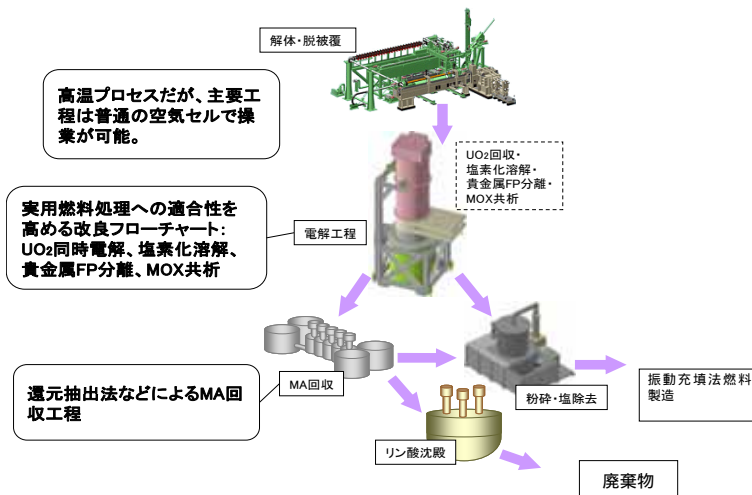 解体・脱被覆
高温プロセスだが、主要工
程は普通の空気セルで操
業が可能。
UO₂回収・
塩素化溶解・
貴金属FP分離・
MOX共析
実用燃料処理への適合性を
高める改良フローチャート:
UO₂同時電解、塩素化溶解、
貴金属FP分離、MOX共析
電解工程
還元抽出法などによるMA回
収工程
MA回収
粉砕・塩除去
振動充填法燃料
製造
リン酸沈殿
廃棄物